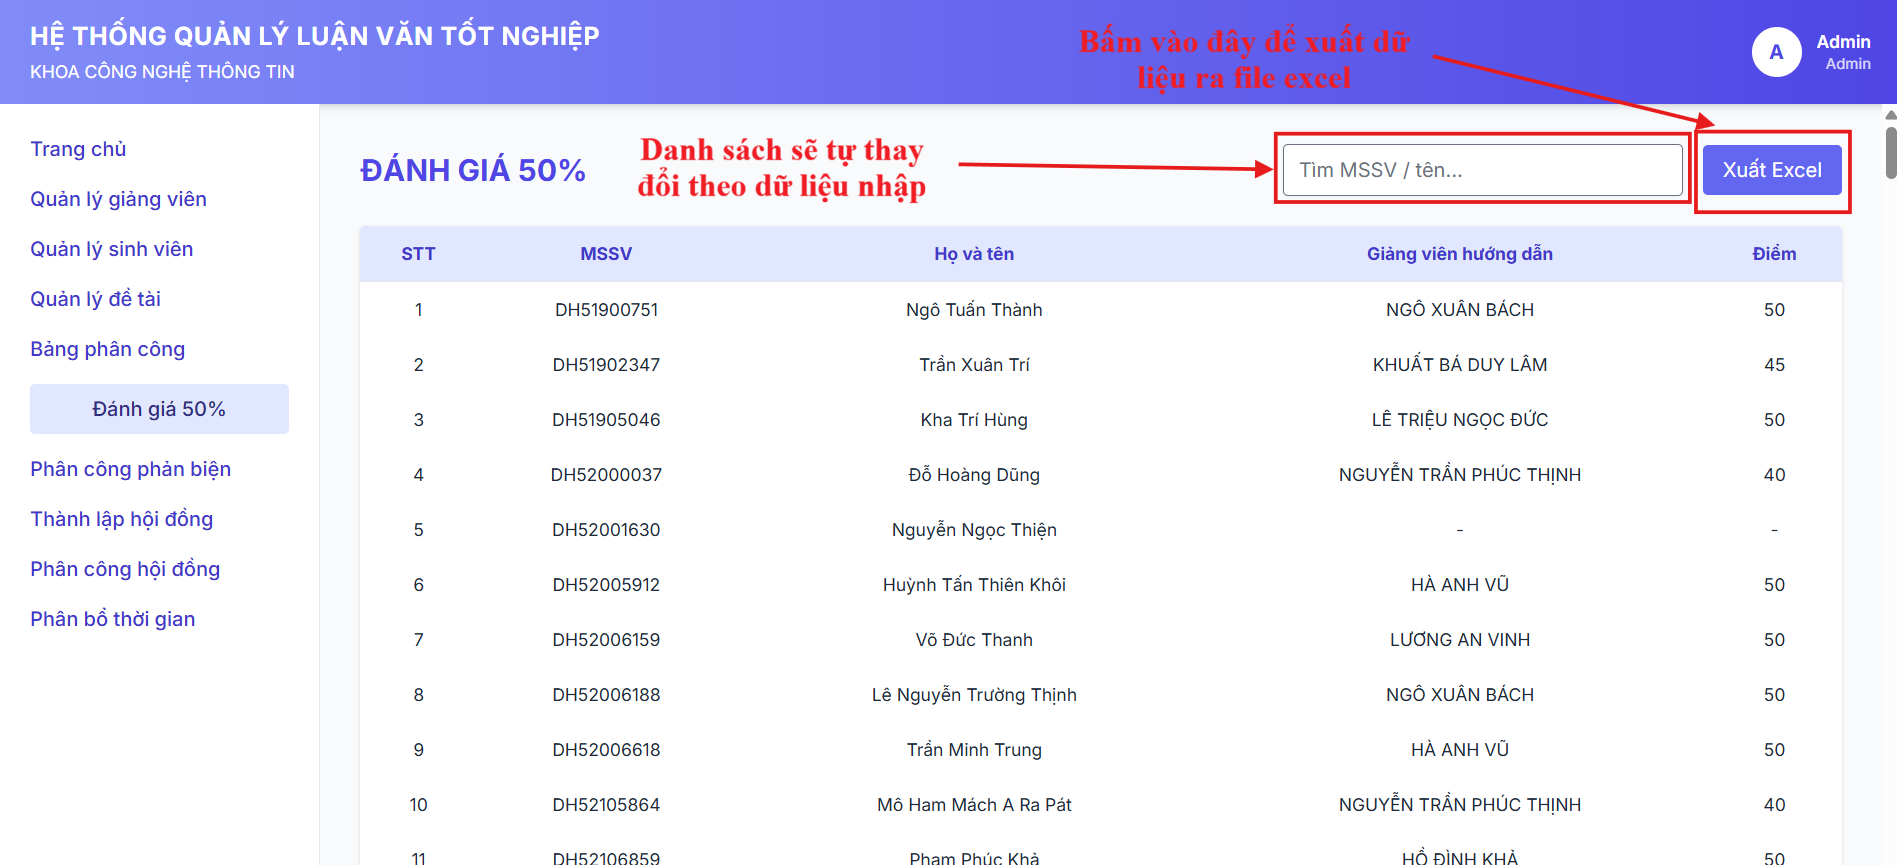 HỆ THỐNG QUẢN LÝ LUẬN VĂN TỐT NGHIỆP
KHOA CÔNG NGHỆ THÔNG TIN
Bấm vào đây để xuất dữ
liệu ra file excel
A
Admin
Admin
Trang chủ
Quản lý giảng viên
Quản lý sinh viên
Quản lý đề tài
Bảng phân công
Đánh giá 50%
Phân công phản biện
Thành lập hội đồng
Phân công hội đồng
Phân bổ thời gian
ĐÁNH GIÁ 50%
Danh sách sẽ tự thay
đổi theo dữ liệu nhập
Tìm MSSV / tên...
Xuất Excel
STT MSSV Họ và tên Giảng viên hướng dẫn Điểm
1 DH51900751 Ngô Tuấn Thành NGÔ XUÂN BÁCH 50
2 DH51902347 Trần Xuân Trí KHUẤT BÁ DUY LÂM 45
3 DH51905046 Kha Trí Hùng LÊ TRIỆU NGỌC ĐỨC 50
4 DH52000037 Đỗ Hoàng Dũng NGUYỄN TRẦN PHÚC THỊNH 40
5 DH52001630 Nguyễn Ngọc Thiện - -
6 DH52005912 Huỳnh Tấn Thiên Khôi HÀ ANH VŨ 50
7 DH52006159 Võ Đức Thanh LƯƠNG AN VINH 50
8 DH52006188 Lê Nguyễn Trường Thịnh NGÔ XUÂN BÁCH 50
9 DH52006618 Trần Minh Trung HÀ ANH VŨ 50
10 DH52105864 Mô Ham Mách A Ra Pát NGUYỄN TRẦN PHÚC THỊNH 40
11 DH52106859 Phạm Phúc Khả HỒ ĐÌNH KHẢ 50